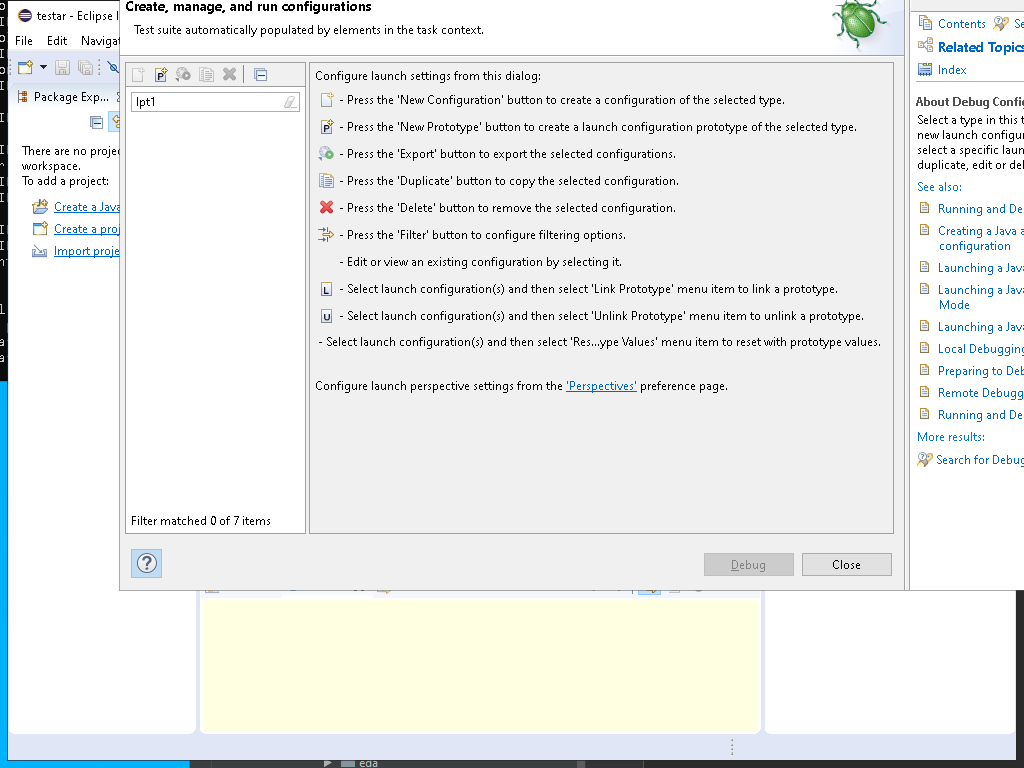 testar - Eclipse I
File Edit Navigat
Package Exp...
There are no projec
workspace.
To add a project:
Create a Java
Create a proj
Import proje
Create, manage, and run configurations
Test suite automatically populated by elements in the task context.
lpt1
Filter matched 0 of 7 items
Configure launch settings from this dialog:
- Press the 'New Configuration' button to create a configuration of the selected type.
- Press the 'New Prototype' button to create a launch configuration prototype of the selected type.
- Press the 'Export' button to export the selected configurations.
- Press the 'Duplicate' button to copy the selected configuration.
- Press the 'Delete' button to remove the selected configuration.
- Press the 'Filter' button to configure filtering options.
- Edit or view an existing configuration by selecting it.
- Select launch configuration(s) and then select 'Link Prototype' menu item to link a prototype.
- Select launch configuration(s) and then select 'Unlink Prototype' menu item to unlink a prototype.
- Select launch configuration(s) and then select 'Res...ype Values' menu item to reset with prototype values.
Configure launch perspective settings from the 'Perspectives' preference page.
Debug
Close
Contents Se
Related Topics
Index
About Debug Config
Select a type in this t
new launch configur
select a specific laun
duplicate, edit or del
See also:
Running and De
Creating a Java a
configuration
Launching a Java
Launching a Java
Mode
Launching a Java
Local Debugging
Preparing to Deb
Remote Debugg
Running and De
More results:
Search for Debug
eda